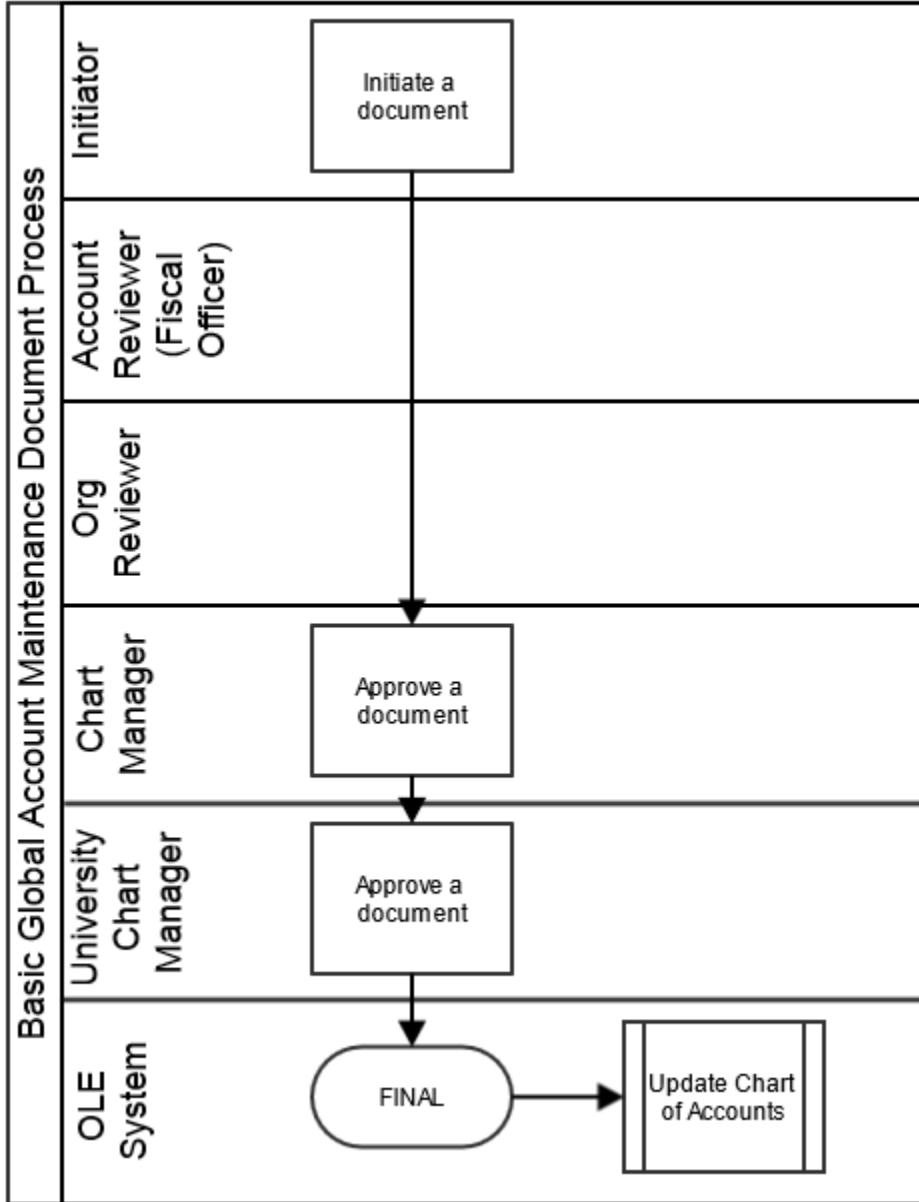 Basic Global Account Maintenance Document Process
Initiator
Initiate a
document
Account
Reviewer
(Fiscal
Officer)
Org
Reviewer
Chart
Manager
Approve a
document
University
Chart
Manager
Approve a
document
OLE
System
FINAL
Update Chart
of Accounts